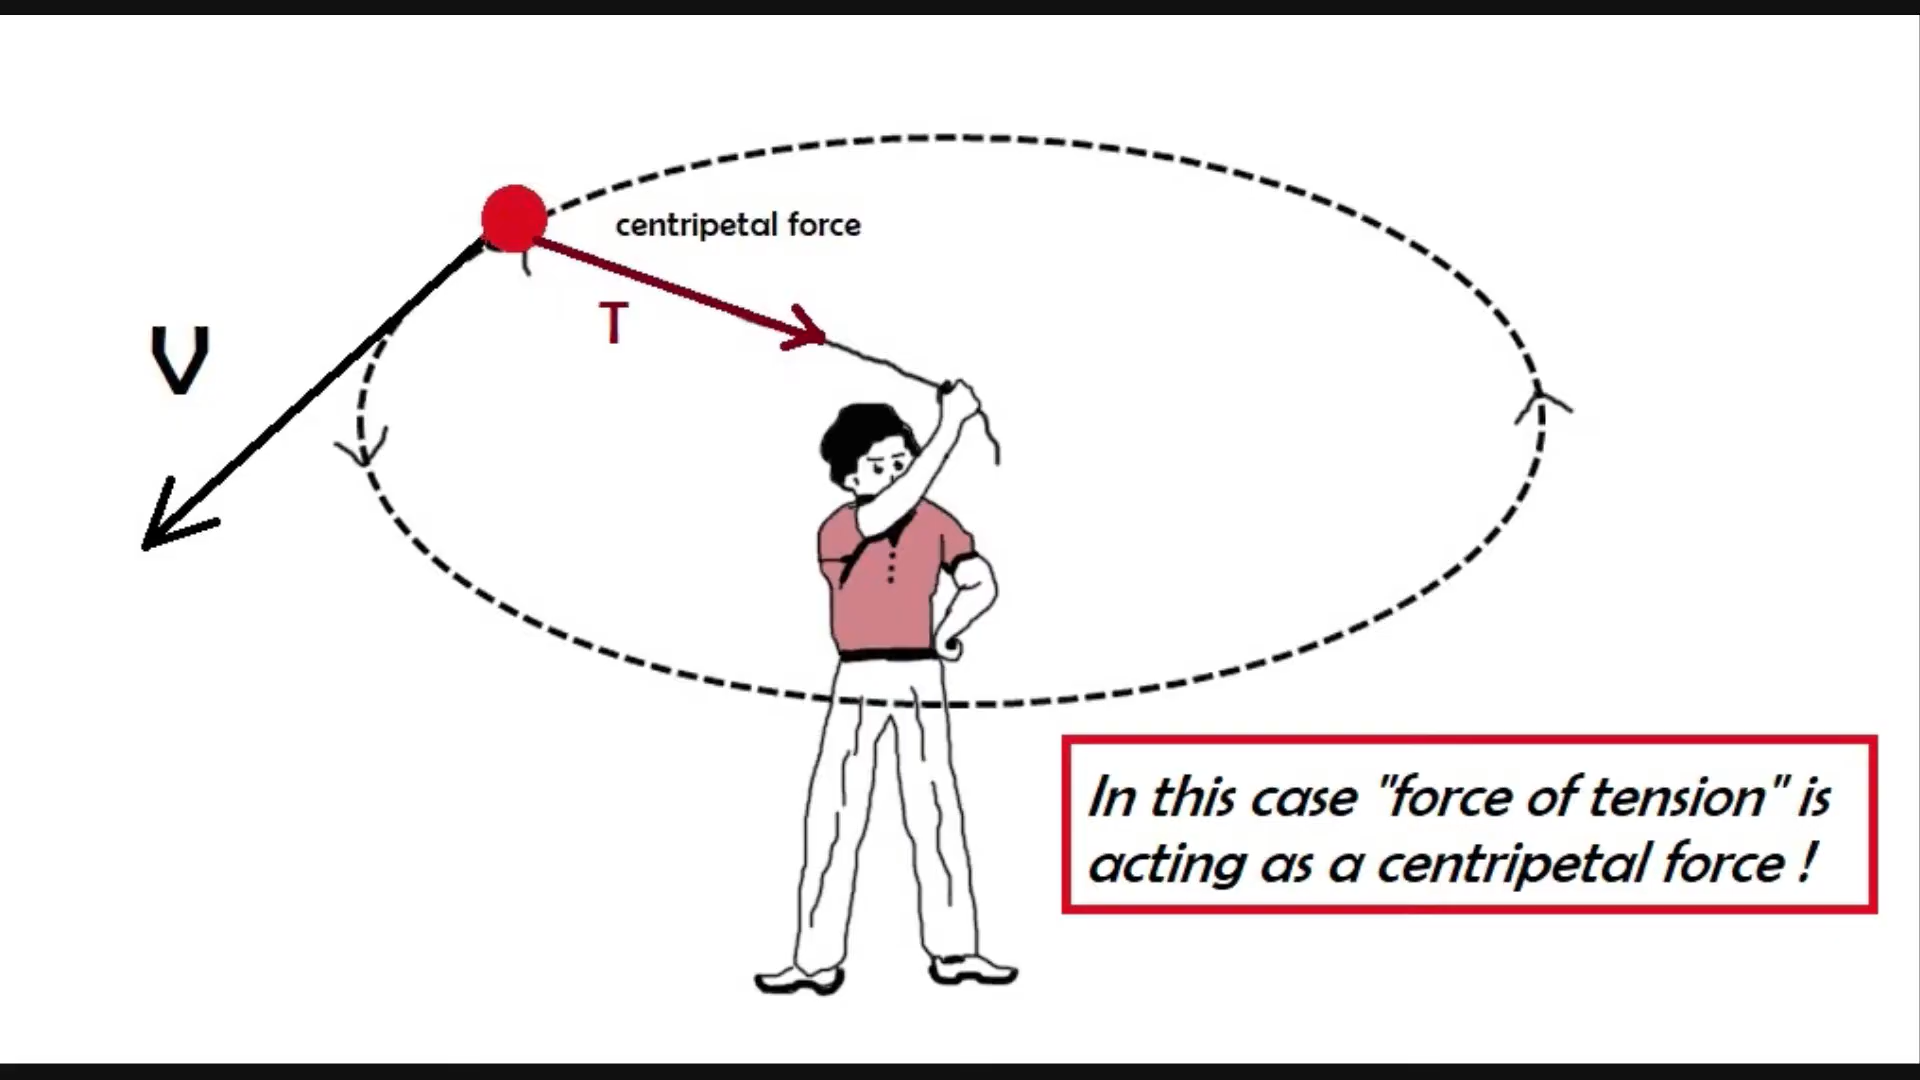 centripetal force
T
V
In this case "force of tension" is
acting as a centripetal force !